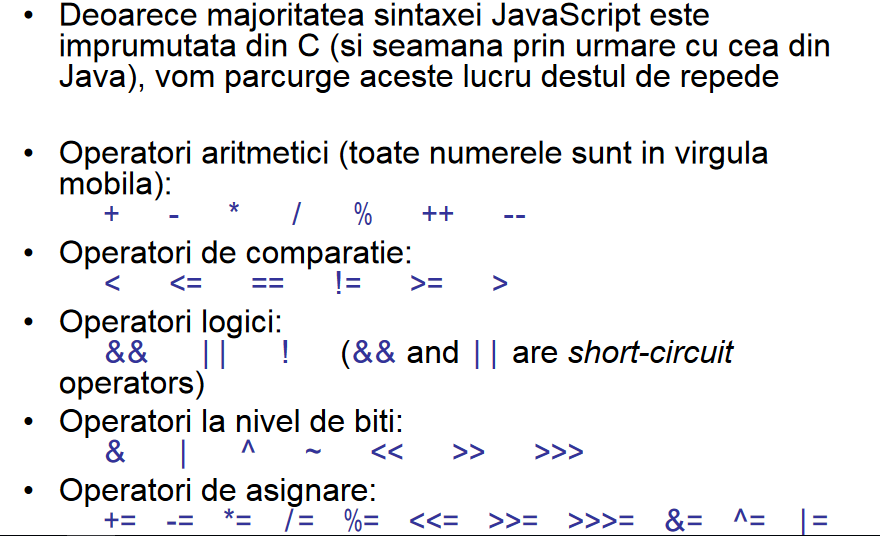 • Deoarece majoritatea sintaxei JavaScript este
imprumutata din C (si seamana prin urmare cu cea din
Java), vom parcurge aceste lucru destul de repede
• Operatori aritmetici (toate numerele sunt in virgula
mobila):
+ - * / % ++ --
• Operatori de comparatie:
< <= == != >= >
• Operatori logici:
&& || ! (&& and || are short-circuit
operators)
• Operatori la nivel de biti:
& | ^ ~ << >> >>>
• Operatori de asignare:
+= -= *= /= %= <<= >>= >>>= &= ^= |=